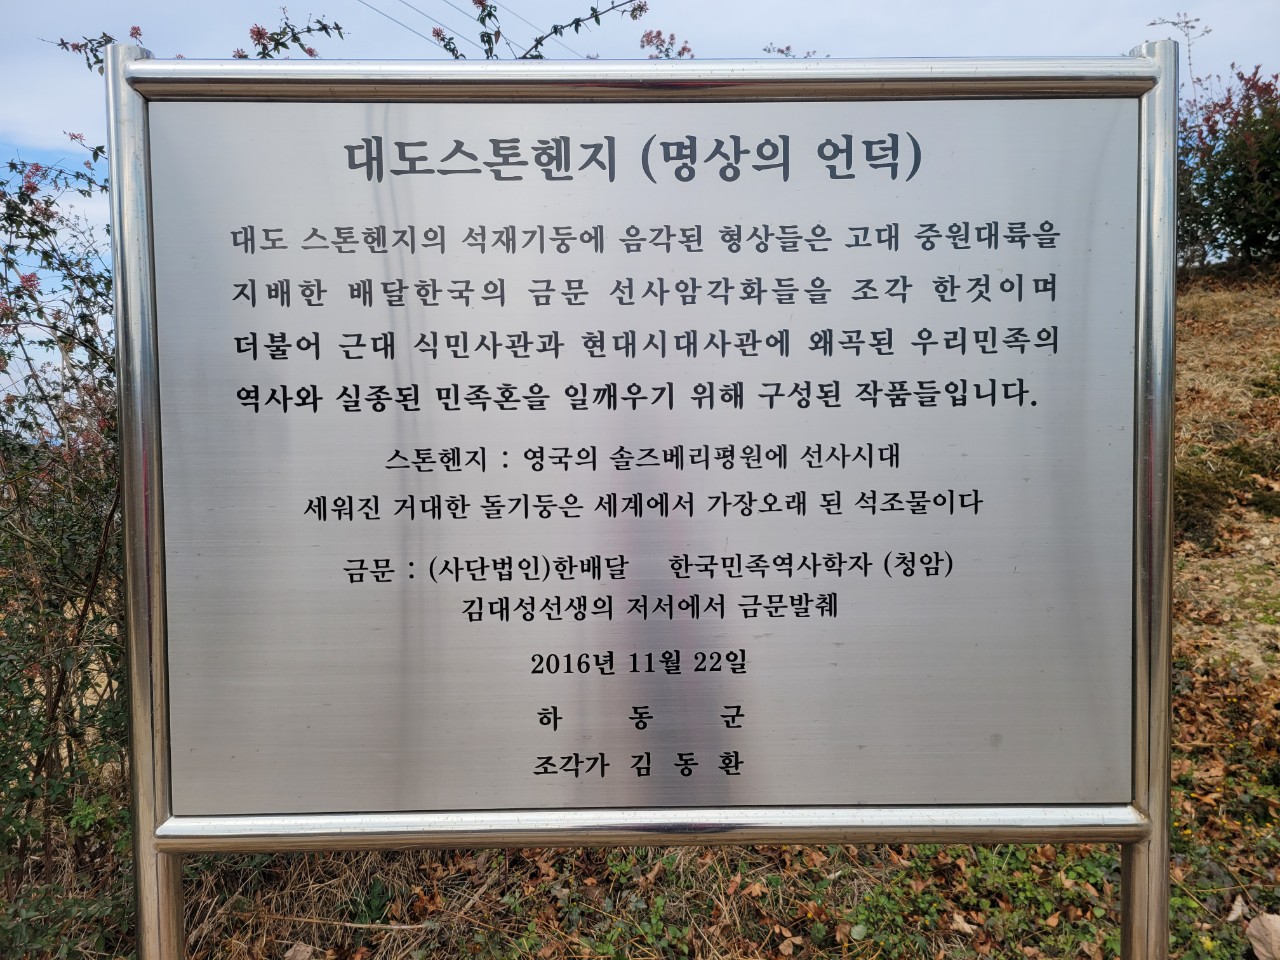 대도스톤헨지 (명상의 언덕)
대도 스톤헨지의 석재기둥에 음각된 형상들은 고대 중원대륙을
지배한 배달한국의 금문 선사암각화들을 조각 한것이며
더불어 근대 식민사관과 현대시대사관에 왜곡된 우리민족의
역사와 실종된 민족혼을 일깨우기 위해 구성된 작품들입니다.
스톤헨지 : 영국의 솔즈베리평원에 선사시대
세워진 거대한 돌기둥은 세계에서 가장오래 된 석조물이다
금문 : (사단법인)한배달 한국민족역사학자 (청암)
김대성선생의 저서에서 금문발췌
2016년 11월 22일
하 동 군
조각가 김 동 환